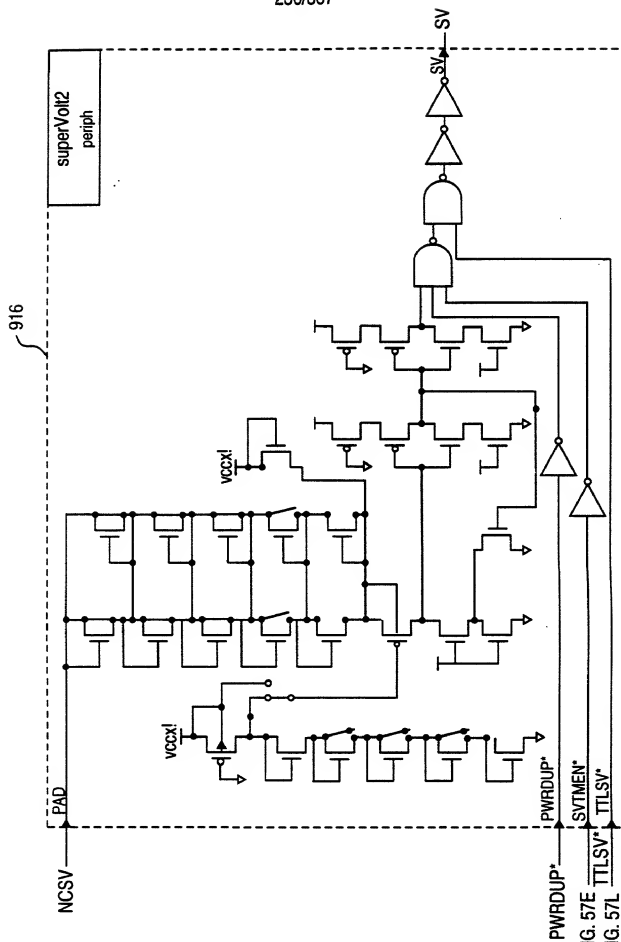 916
superVolt2
periph
SV
SV
vccx!
vccx!
NCSV
PAD
PWRDUP*
PWRDUP*
SVTMEN*
G. 57E
TTLSV*
TTLSV*
G. 57L